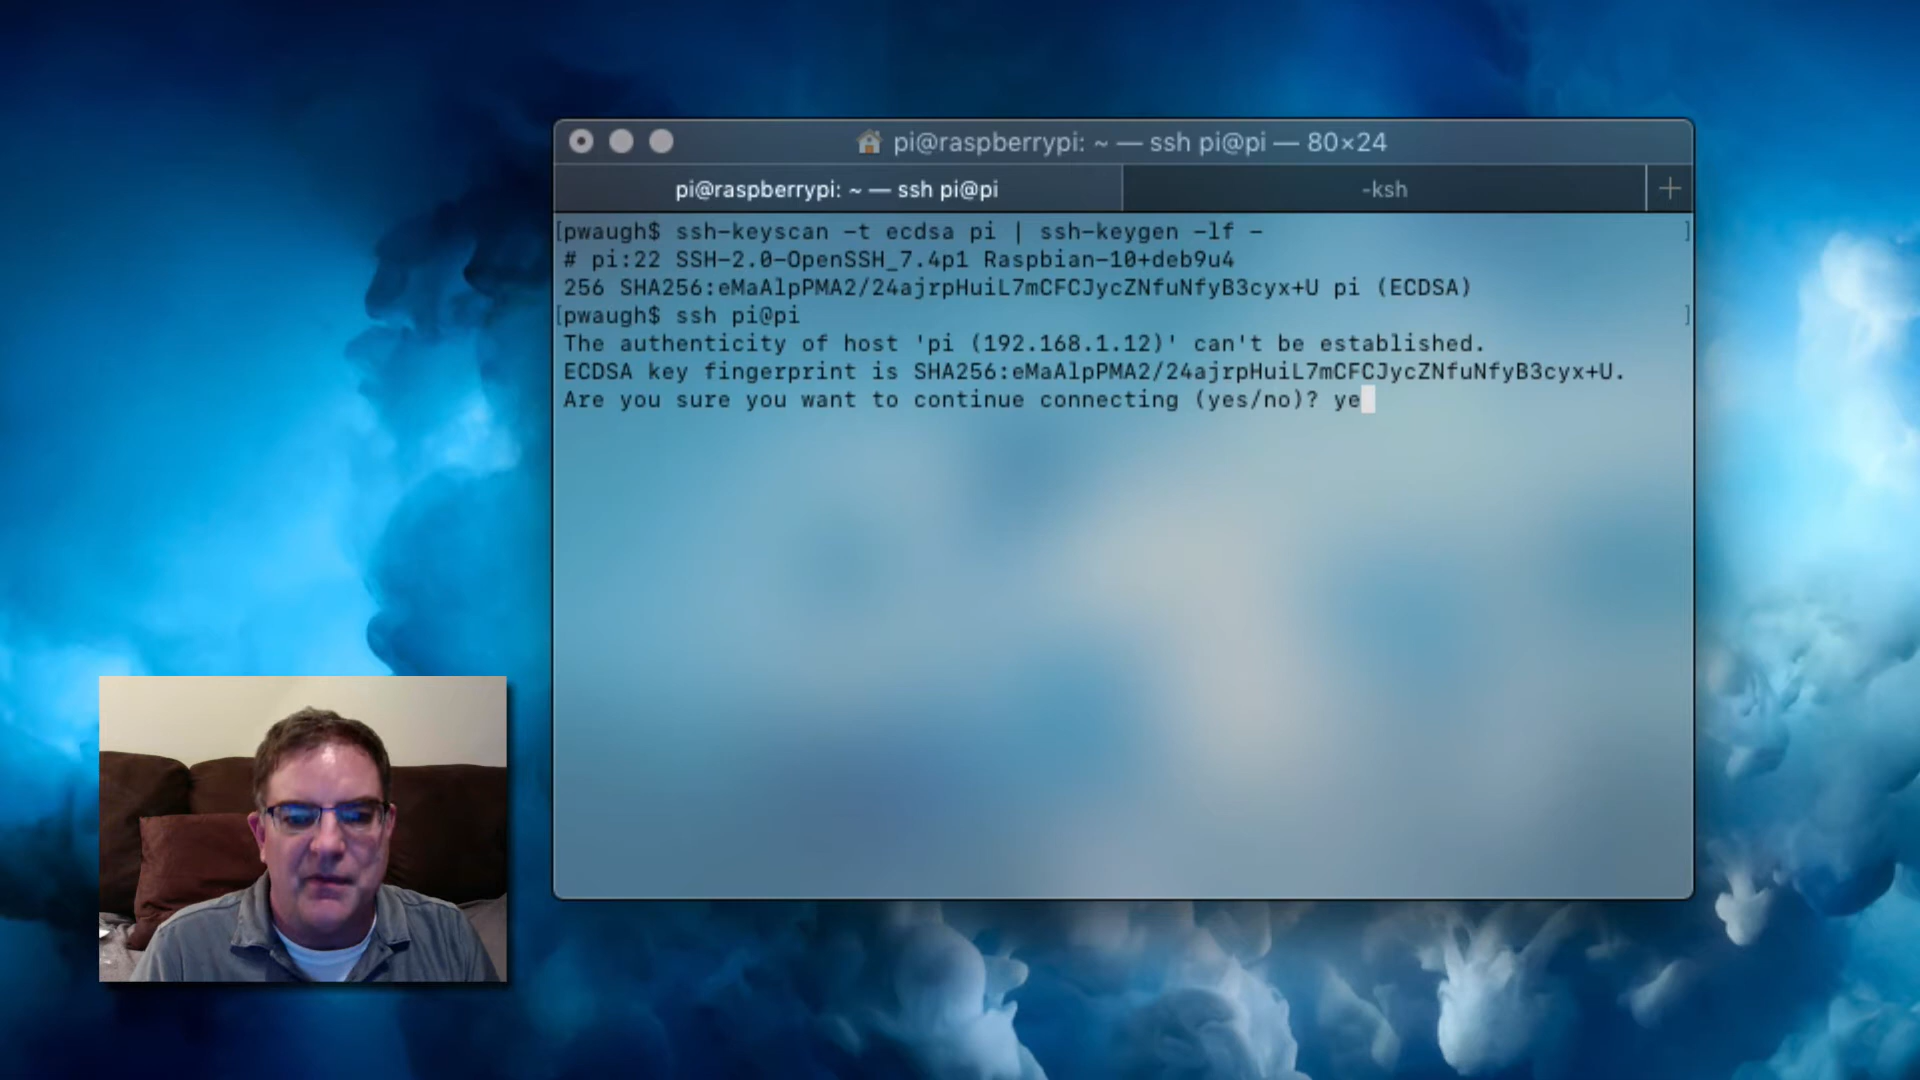 pi@raspberrypi: ~ — ssh pi@pi — 80×24
pi@raspberrypi: ~ — ssh pi@pi
-ksh
[pwaugh$ ssh-keyscan -t ecdsa pi | ssh-keygen -lf - ]
# pi:22 SSH-2.0-OpenSSH_7.4p1 Raspbian-10+deb9u4
256 SHA256:eMaAlpPMA2/24ajrpHuiL7mCFCJycZNfuNfyB3cyx+U pi (ECDSA)
[pwaugh$ ssh pi@pi ]
The authenticity of host 'pi (192.168.1.12)' can't be established.
ECDSA key fingerprint is SHA256:eMaAlpPMA2/24ajrpHuiL7mCFCJycZNfuNfyB3cyx+U.
Are you sure you want to continue connecting (yes/no)? ye